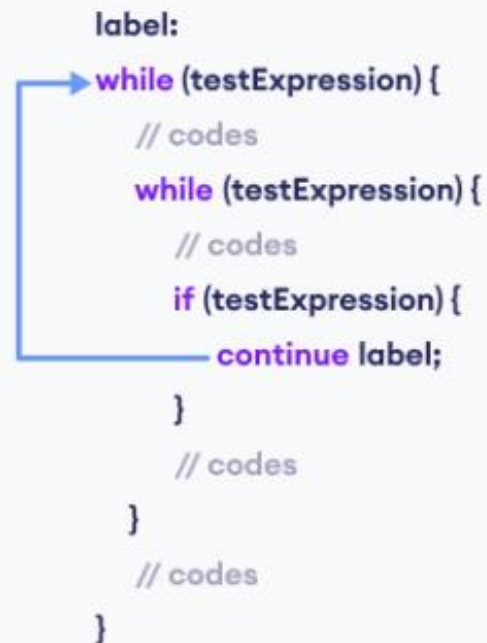 label:
while (testExpression) {
// codes
while (testExpression) {
// codes
if (testExpression) {
continue label;
}
// codes
}
// codes
}